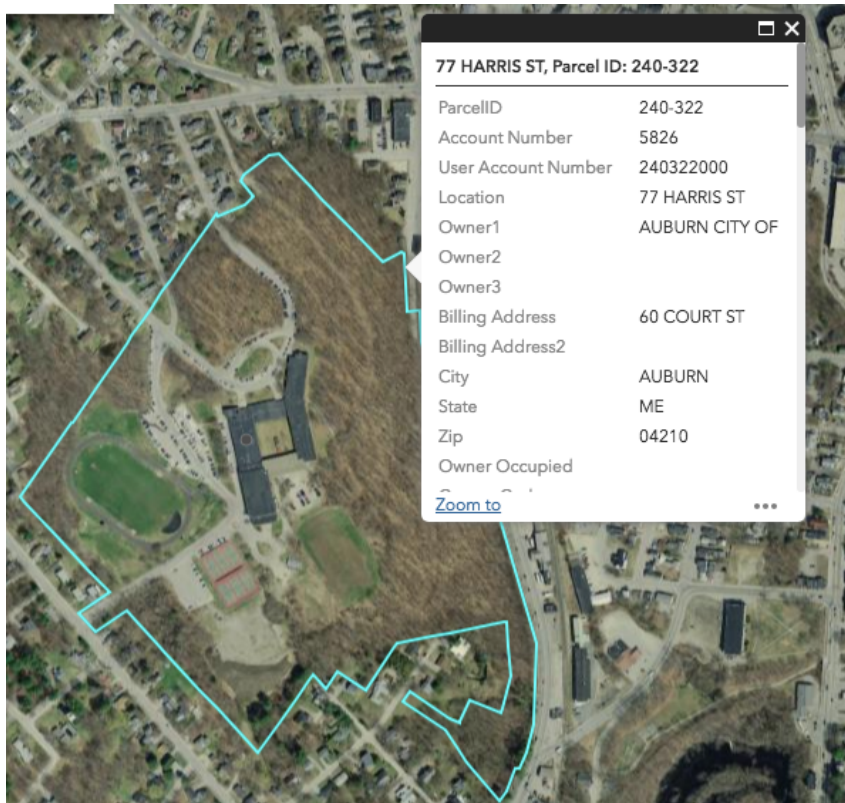 77 HARRIS ST, Parcel ID: 240-322
ParcelID 240-322
Account Number 5826
User Account Number 240322000
Location 77 HARRIS ST
Owner1 AUBURN CITY OF
Owner2
Owner3
Billing Address 60 COURT ST
Billing Address2
City AUBURN
State ME
Zip 04210
Owner Occupied
Zoom to